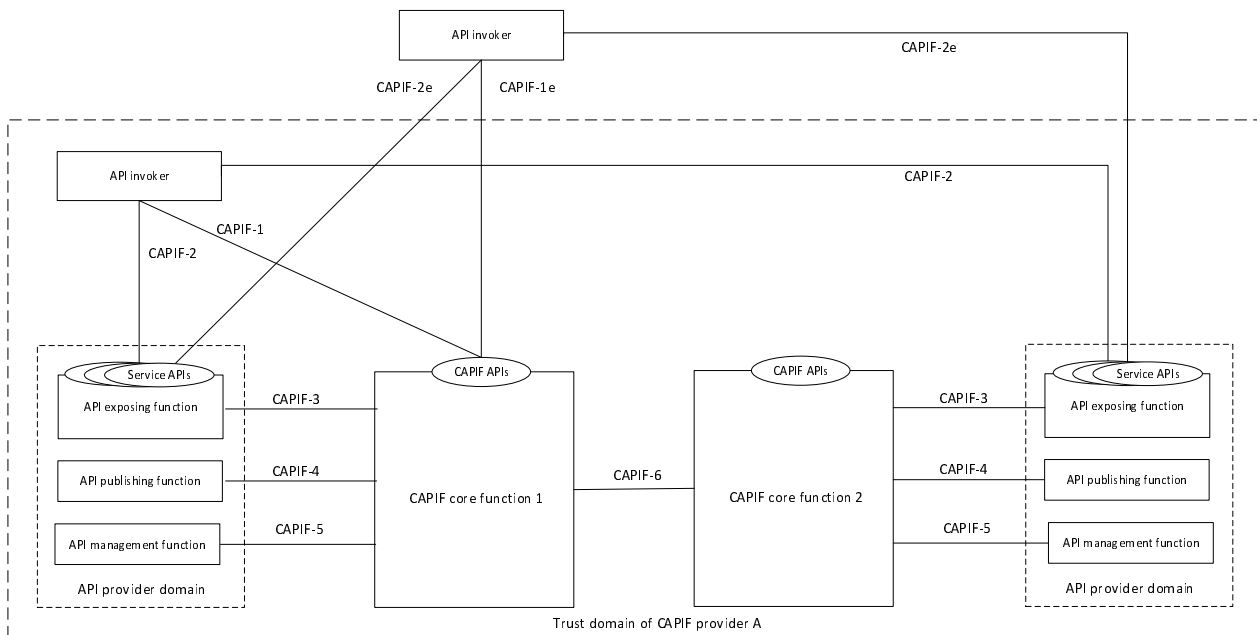 API invoker
CAPIF-2e
CAPIF-2e
CAPIF-1e
API invoker
CAPIF-2
CAPIF-1
CAPIF-2
Service APIs
CAPIF APIs
CAPIF APIs
Service APIs
API exposing function
CAPIF-3
CAPIF-3
API exposing function
API publishing function
CAPIF-4
CAPIF-6
CAPIF-4
API publishing function
CAPIF core function 1
CAPIF core function 2
API management function
CAPIF-5
CAPIF-5
API management function
API provider domain
API provider domain
Trust domain of CAPIF provider A